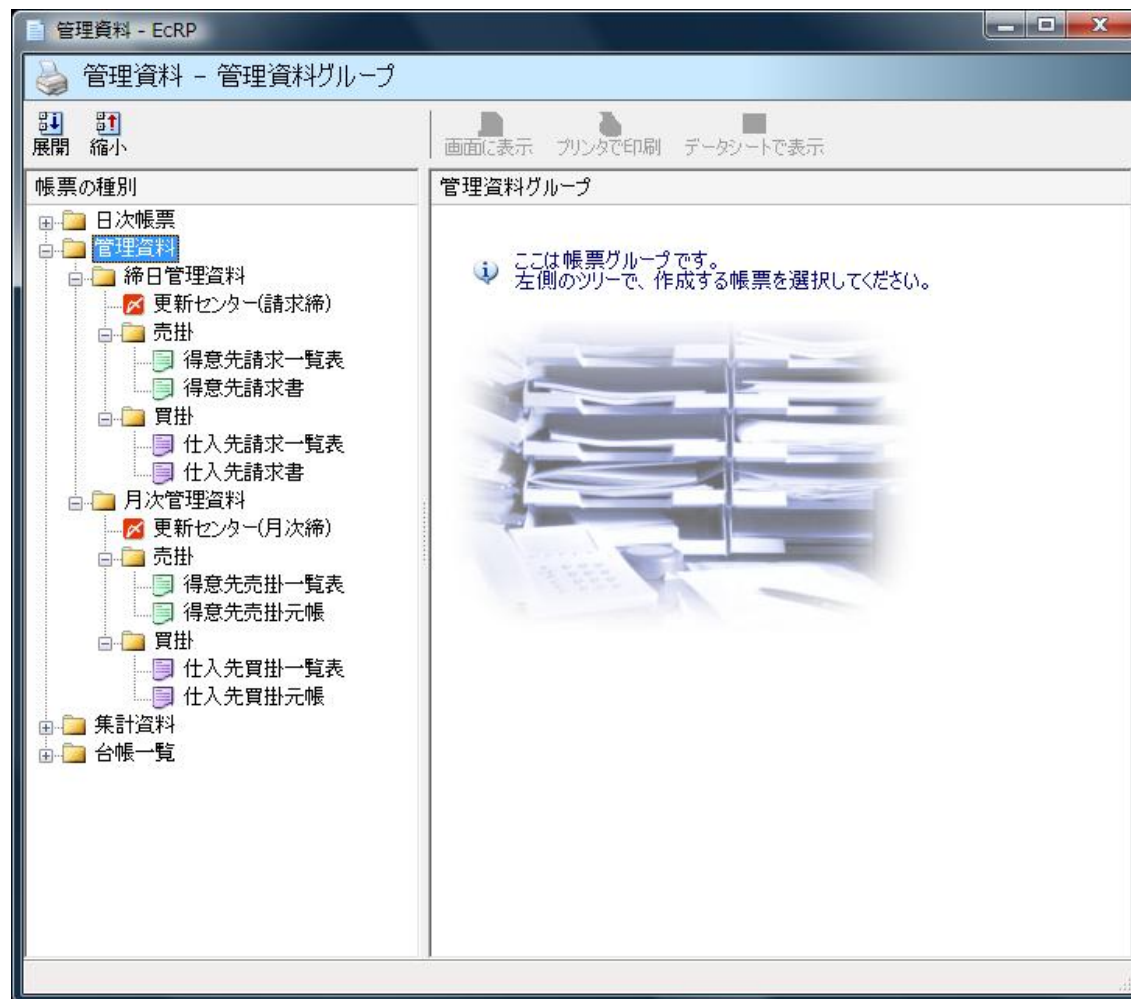 管理資料 - EcRP
管理資料 - 管理資料グループ
展開 縮小
画面に表示 プリンタで印刷 データシートで表示
帳票の種別
管理資料グループ
日次帳票
管理資料
締日管理資料
更新センター(請求締)
売掛
得意先請求一覧表
得意先請求書
買掛
仕入先請求一覧表
仕入先請求書
月次管理資料
更新センター(月次締)
売掛
得意先売掛一覧表
得意先売掛元帳
買掛
仕入先買掛一覧表
仕入先買掛元帳
集計資料
台帳一覧
ここは帳票グループです。
左側のツリーで、作成する帳票を選択してください。